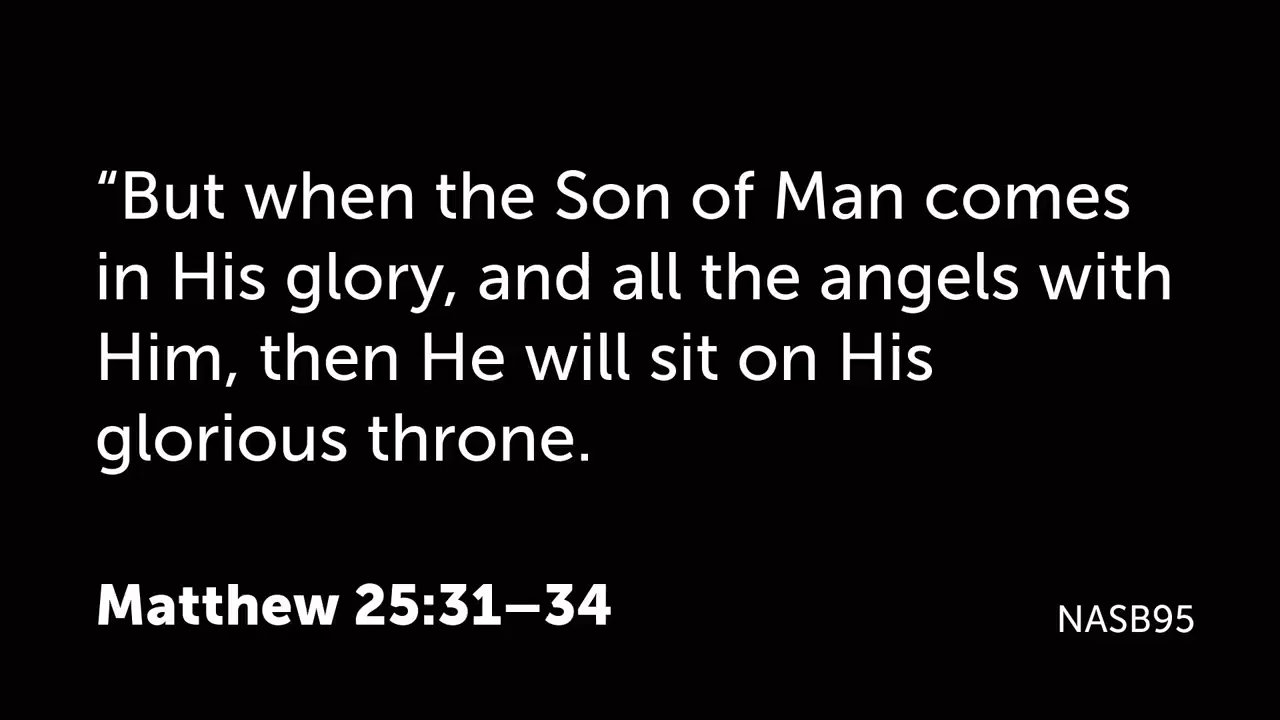 “But when the Son of Man comes
in His glory, and all the angels with
Him, then He will sit on His
glorious throne.
Matthew 25:31–34
NASB95